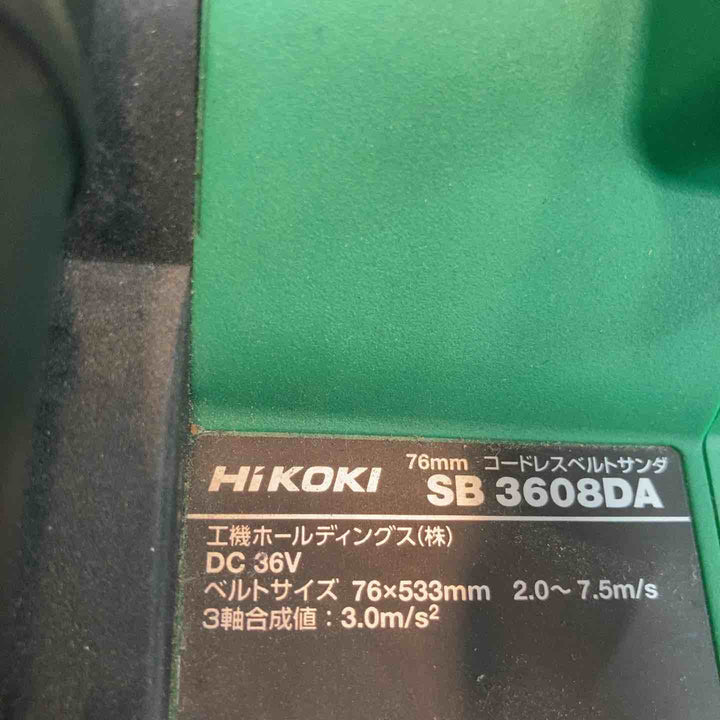 76mm コードレスベルトサンダ
HiKOKI SB 3608DA
工機ホールディングス(株)
DC 36V
ベルトサイズ 76×533mm 2.0～7.5m/s
3軸合成値：3.0m/s²